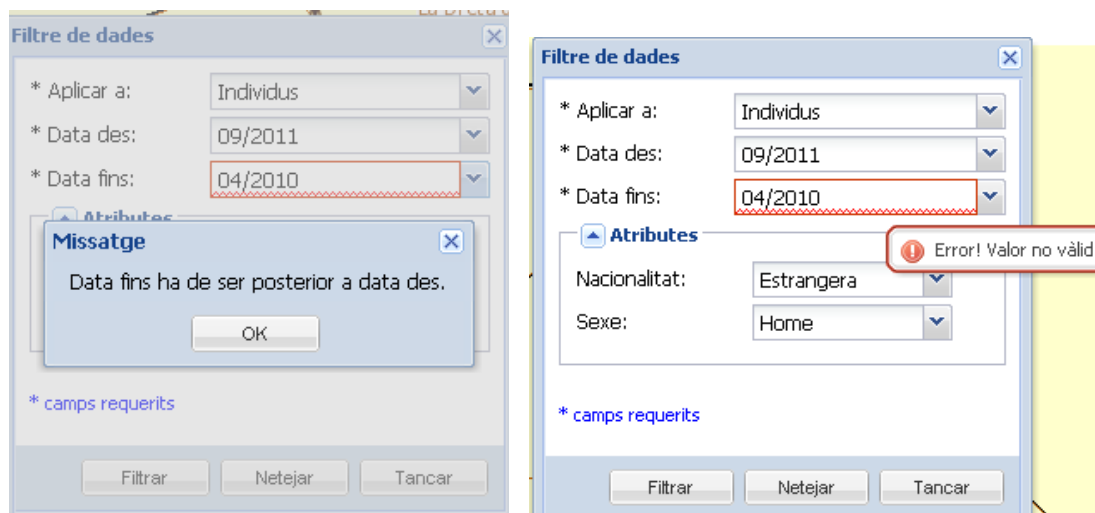 Filtre de dades
* Aplicar a: Individus
* Data des: 09/2011
* Data fins: 04/2010
Atributes
Missatge
Data fins ha de ser posterior a data des.
OK
* camps requerits
Filtrar Netejar Tancar
Filtre de dades
* Aplicar a: Individus
* Data des: 09/2011
* Data fins: 04/2010
Atributes
Error! Valor no vàlid
Nacionalitat: Estrangera
Sexe: Home
* camps requerits
Filtrar Netejar Tancar